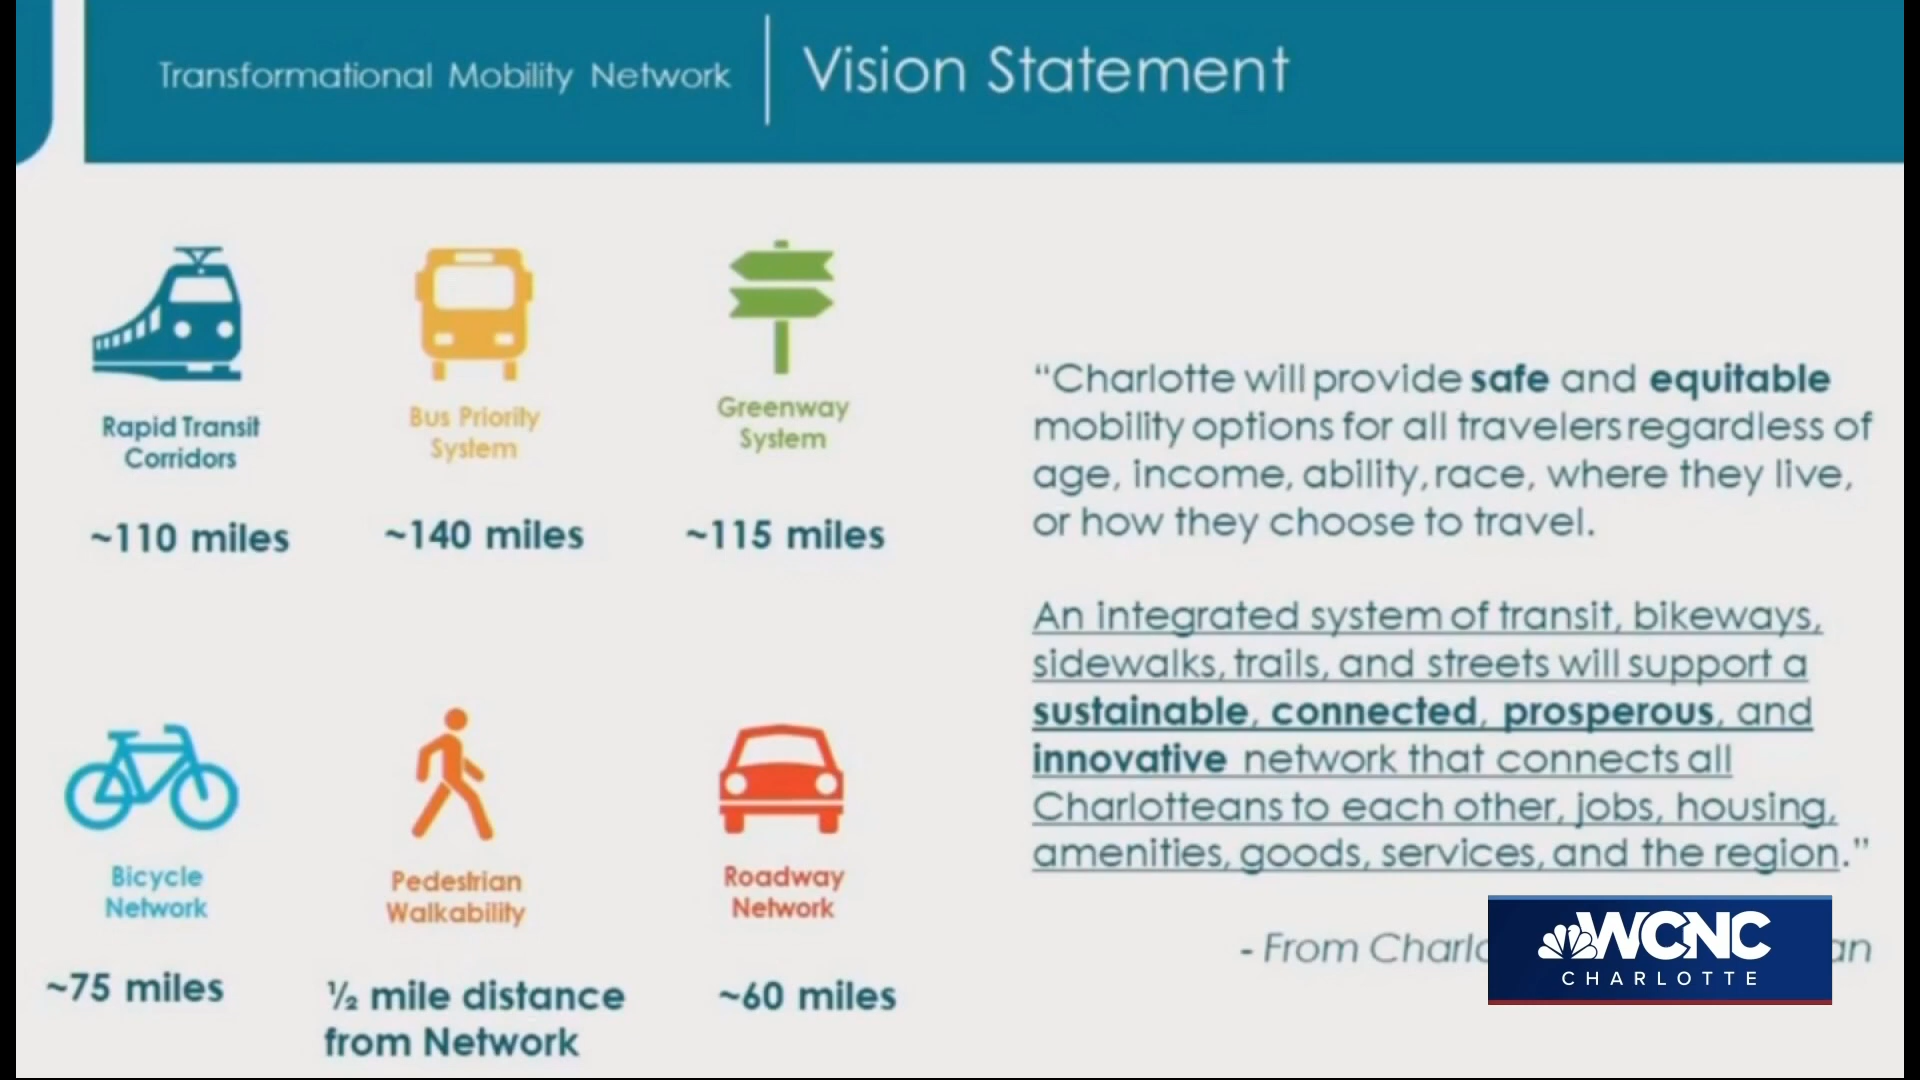 Transformational Mobility Network
Vision Statement
Rapid Transit
Corridors
~110 miles
Bus Priority
System
~140 miles
Greenway
System
~115 miles
Bicycle
Network
~75 miles
Pedestrian
Walkability
½ mile distance
from Network
Roadway
Network
~60 miles
“Charlotte will provide safe and equitable
mobility options for all travelers regardless of
age, income, ability, race, where they live,
or how they choose to travel.
An integrated system of transit, bikeways,
sidewalks, trails, and streets will support a
sustainable, connected, prosperous, and
innovative network that connects all
Charlotteans to each other, jobs, housing,
amenities, goods, services, and the region.”
- From
WCNC
CHARLOTTE